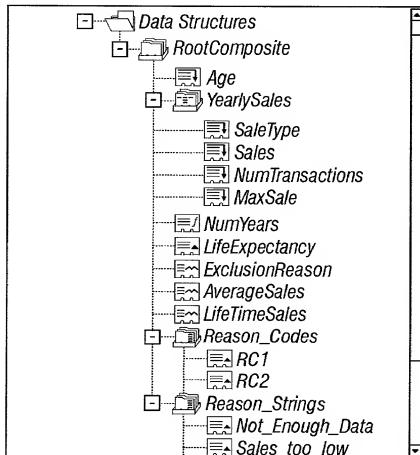 Data Structures
RootComposite
Age
YearlySales
SaleType
Sales
NumTransactions
MaxSale
NumYears
LifeExpectancy
ExclusionReason
AverageSales
LifeTimeSales
Reason_Codes
RC1
RC2
Reason_Strings
Not_Enough_Data
Sales_too_low